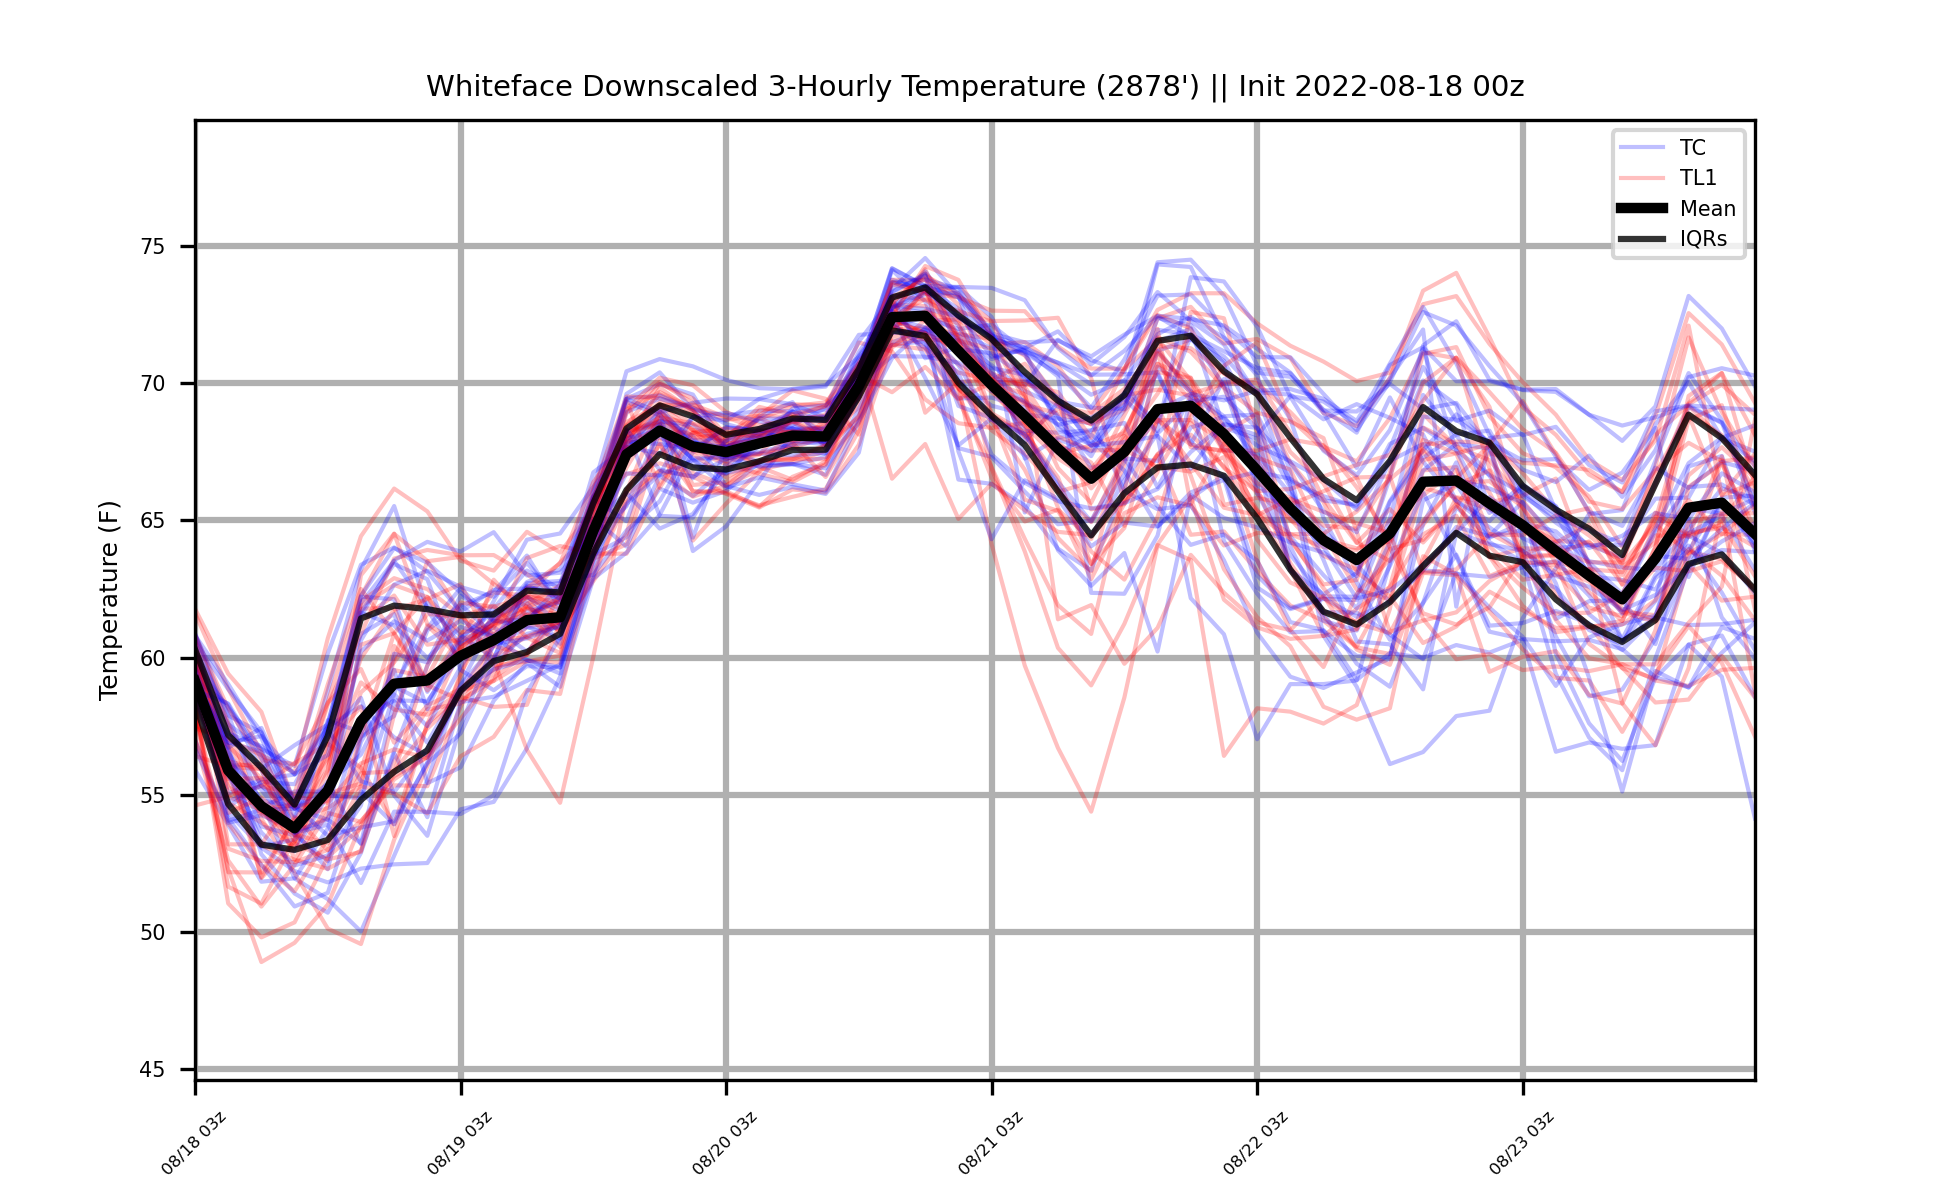 Whiteface Downscaled 3-Hourly Temperature (2878') || Init 2022-08-18 00z
TC
TL1
Mean
IQRs
Temperature (F)
75
70
65
60
55
50
45
08/18 03z
08/19 03z
08/20 03z
08/21 03z
08/22 03z
08/23 03z